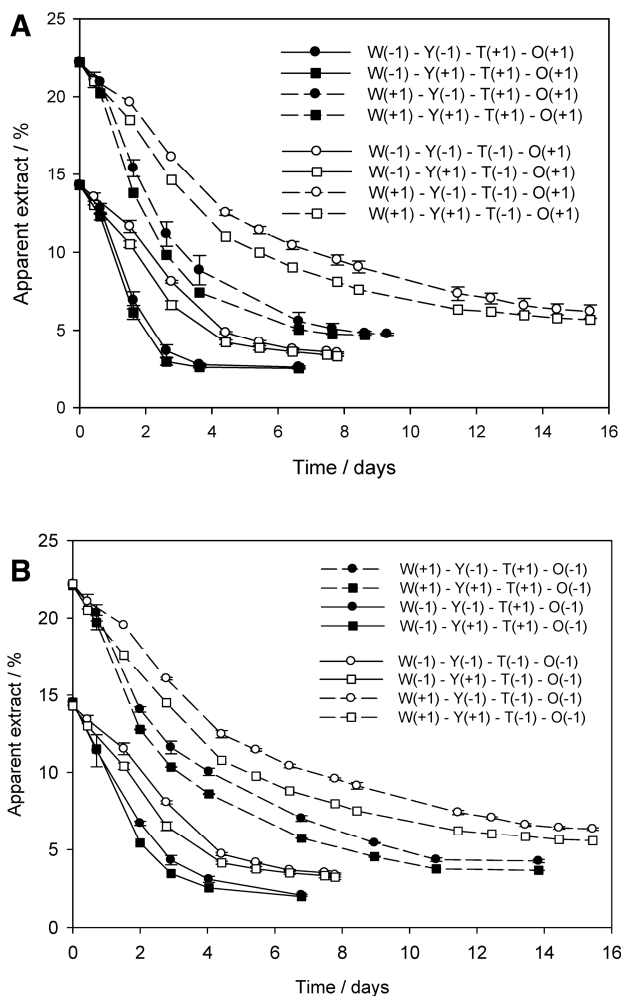 A
25
20
15
10
5
0
Apparent extract / %
W(-1) - Y(-1) - T(+1) - O(+1)
W(-1) - Y(+1) - T(+1) - O(+1)
W(+1) - Y(-1) - T(+1) - O(+1)
W(+1) - Y(+1) - T(+1) - O(+1)
W(-1) - Y(-1) - T(-1) - O(+1)
W(-1) - Y(+1) - T(-1) - O(+1)
W(+1) - Y(-1) - T(-1) - O(+1)
W(+1) - Y(+1) - T(-1) - O(+1)
0 2 4 6 8 10 12 14 16
Time / days
B
25
20
15
10
5
0
Apparent extract / %
W(+1) - Y(-1) - T(+1) - O(-1)
W(+1) - Y(+1) - T(+1) - O(-1)
W(-1) - Y(-1) - T(+1) - O(-1)
W(-1) - Y(+1) - T(+1) - O(-1)
W(-1) - Y(-1) - T(-1) - O(-1)
W(-1) - Y(+1) - T(-1) - O(-1)
W(+1) - Y(-1) - T(-1) - O(-1)
W(+1) - Y(+1) - T(-1) - O(-1)
0 2 4 6 8 10 12 14 16
Time / days